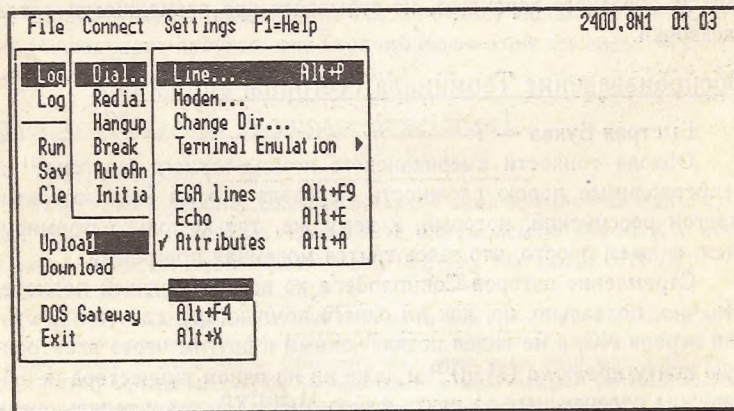 File Connect Settings F1=Help 2400,8N1 01 03
Log Dial.. Line... Alt+P
Log Redial Modem...
Hangup Change Dir...
Run Break Terminal Emulation
Sav AutoAn
Cle Initia EGA lines Alt+F9
Echo Alt+E
Upload ✓ Attributes Alt+A
Download
DOS Gateway Alt+F4
Exit Alt+X